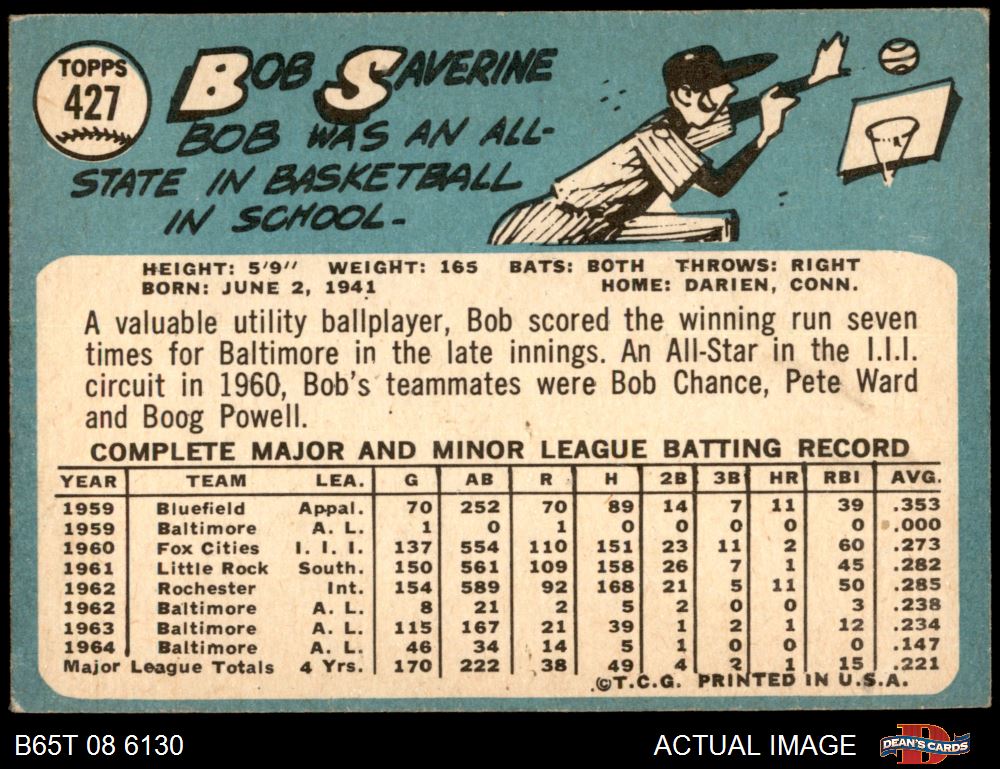 TOPPS
427
BOB SAVERINE
BOB WAS AN ALL-
STATE IN BASKETBALL
IN SCHOOL-
HEIGHT: 5'9" WEIGHT: 165 BATS: BOTH THROWS: RIGHT
BORN: JUNE 2, 1941 HOME: DARIEN, CONN.
A valuable utility ballplayer, Bob scored the winning run seven
times for Baltimore in the late innings. An All-Star in the I.I.I.
circuit in 1960, Bob's teammates were Bob Chance, Pete Ward
and Boog Powell.
COMPLETE MAJOR AND MINOR LEAGUE BATTING RECORD
YEAR TEAM LEA. G AB R H 2B 3B HR RBI AVG.
1959 Bluefield Appal. 70 252 70 89 14 7 11 39 .353
1959 Baltimore A. L. 1 0 1 0 0 0 0 0 .000
1960 Fox Cities I. I. I. 137 554 110 151 23 11 2 60 .273
1961 Little Rock South. 150 561 109 158 26 7 1 45 .282
1962 Rochester Int. 154 589 92 168 21 5 11 50 .285
1962 Baltimore A. L. 8 21 2 5 2 0 0 3 .238
1963 Baltimore A. L. 115 167 21 39 1 2 1 12 .234
1964 Baltimore A. L. 46 34 14 5 1 0 0 0 .147
Major League Totals 4 Yrs. 170 222 38 49 4 2 1 15 .221
©T.C.G. PRINTED IN U.S.A.
B65T 08 6130 ACTUAL IMAGE DEAN'S CARDS